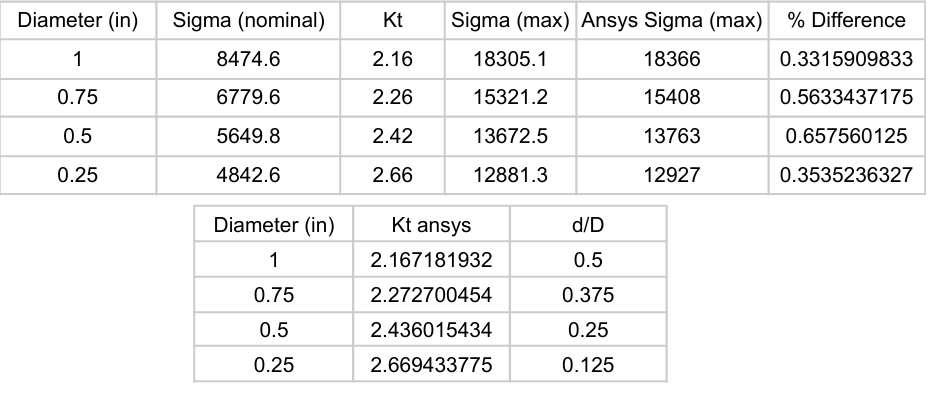 Diameter (in) Sigma (nominal) Kt Sigma (max) Ansys Sigma (max) % Difference
1 8474.6 2.16 18305.1 18366 0.3315909833
0.75 6779.6 2.26 15321.2 15408 0.5633437175
0.5 5649.8 2.42 13672.5 13763 0.657560125
0.25 4842.6 2.66 12881.3 12927 0.3535236327
Diameter (in) Kt ansys d/D
1 2.167181932 0.5
0.75 2.272700454 0.375
0.5 2.436015434 0.25
0.25 2.669433775 0.125